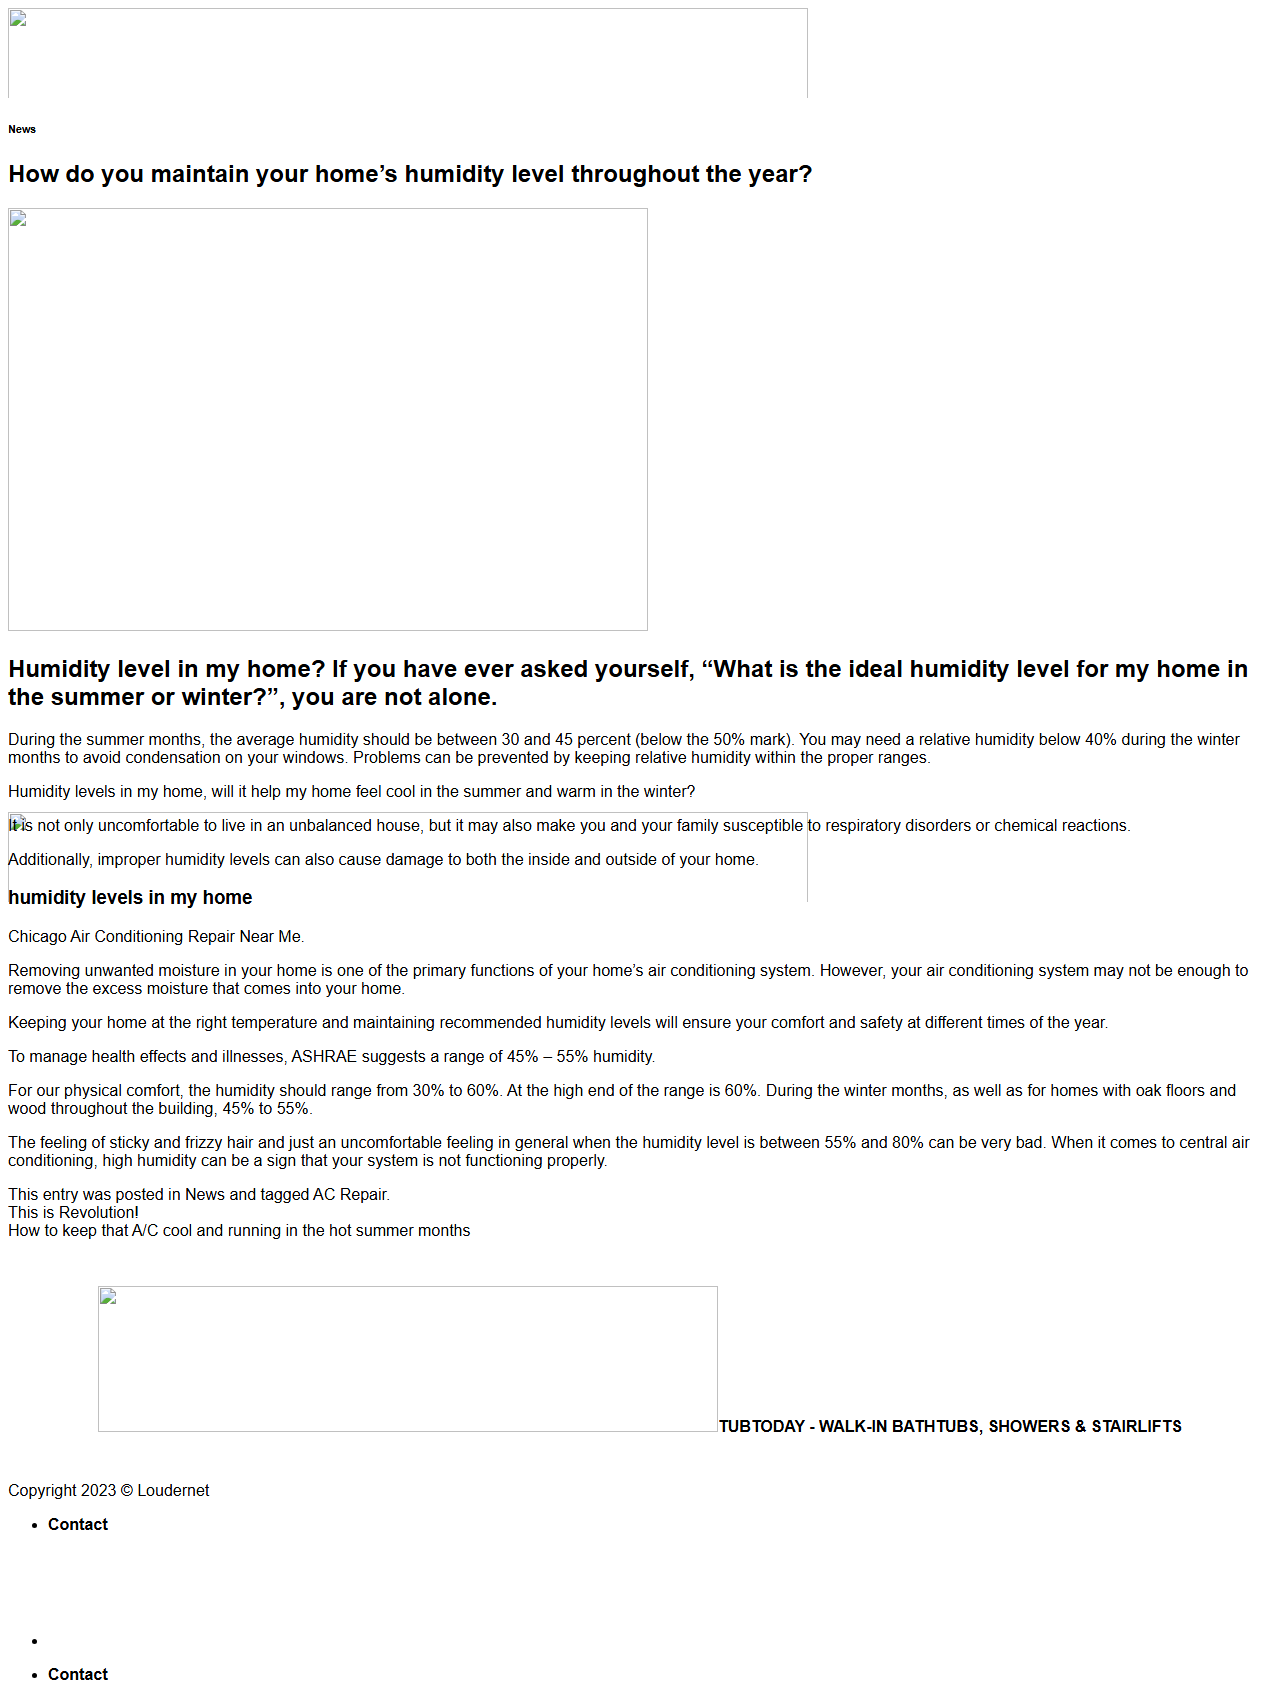 News
How do you maintain your home’s humidity level throughout the year?
Humidity level in my home? If you have ever asked yourself, “What is the ideal humidity level for my home in
the summer or winter?”, you are not alone.
During the summer months, the average humidity should be between 30 and 45 percent (below the 50% mark). You may need a relative humidity below 40% during the winter
months to avoid condensation on your windows. Problems can be prevented by keeping relative humidity within the proper ranges.
Humidity levels in my home, will it help my home feel cool in the summer and warm in the winter?
It is not only uncomfortable to live in an unbalanced house, but it may also make you and your family susceptible to respiratory disorders or chemical reactions.
Additionally, improper humidity levels can also cause damage to both the inside and outside of your home.
humidity levels in my home
Chicago Air Conditioning Repair Near Me.
Removing unwanted moisture in your home is one of the primary functions of your home’s air conditioning system. However, your air conditioning system may not be enough to
remove the excess moisture that comes into your home.
Keeping your home at the right temperature and maintaining recommended humidity levels will ensure your comfort and safety at different times of the year.
To manage health effects and illnesses, ASHRAE suggests a range of 45% – 55% humidity.
For our physical comfort, the humidity should range from 30% to 60%. At the high end of the range is 60%. During the winter months, as well as for homes with oak floors and
wood throughout the building, 45% to 55%.
The feeling of sticky and frizzy hair and just an uncomfortable feeling in general when the humidity level is between 55% and 80% can be very bad. When it comes to central air
conditioning, high humidity can be a sign that your system is not functioning properly.
This entry was posted in News and tagged AC Repair.
This is Revolution!
How to keep that A/C cool and running in the hot summer months
TUBTODAY - WALK-IN BATHTUBS, SHOWERS & STAIRLIFTS
Copyright 2023 © Loudernet
Contact
Contact